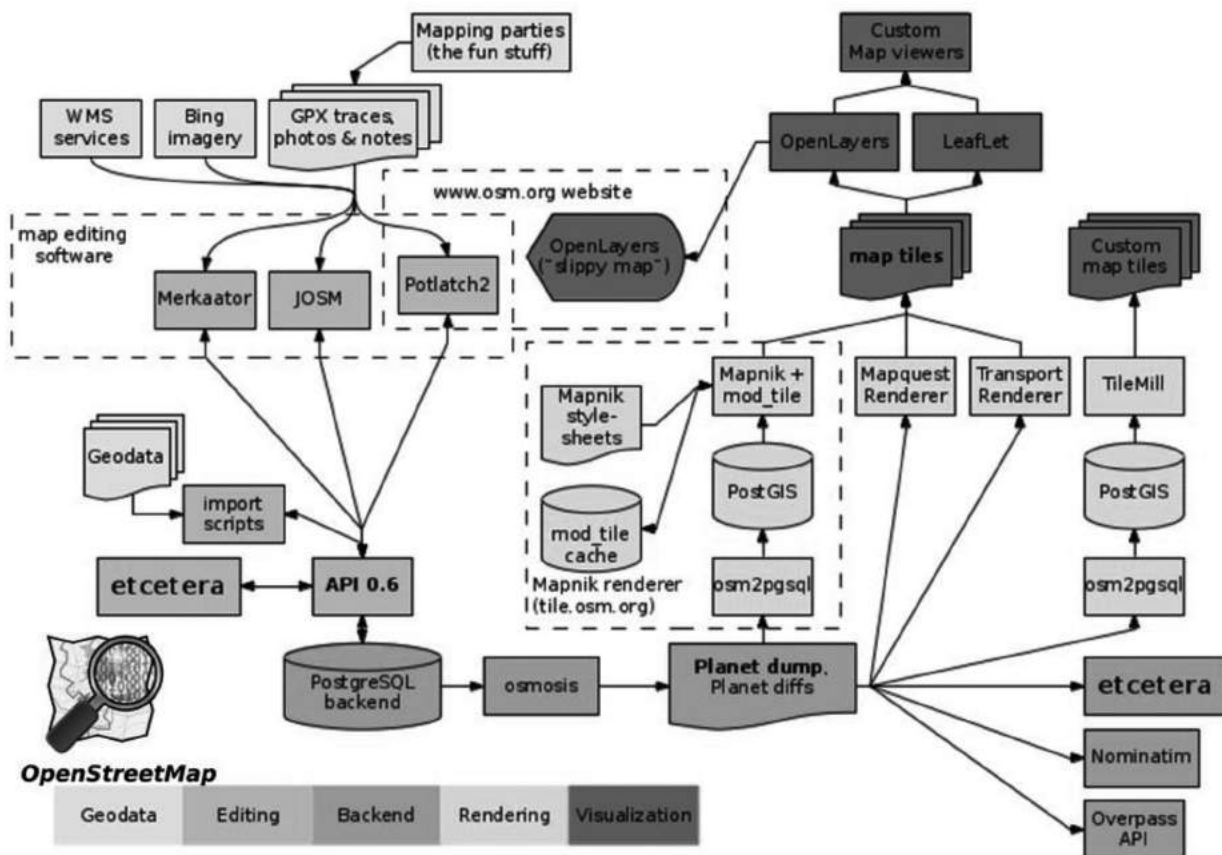 Mapping parties
(the fun stuff)
Custom
Map viewers
WMS
services
Bing
imagery
GPX traces,
photos & notes
OpenLayers
LeafLet
www.osm.org website
map editing
software
OpenLayers
("slippy map")
map tiles
Custom
map tiles
Merkaator
JOSM
Potlatch2
Mapnik
style-
sheets
Mapnik +
mod_tile
Mapquest
Renderer
Transport
Renderer
TileMill
Geodata
import
scripts
PostGIS
PostGIS
mod_tile
cache
Mapnik renderer
(tile.osm.org)
osm2pgsql
osm2pgsql
etcetera
API 0.6
PostgreSQL
backend
osmosis
Planet dump,
Planet diffs
etcetera
Nominatim
Overpass
API
OpenStreetMap
Geodata
Editing
Backend
Rendering
Visualization